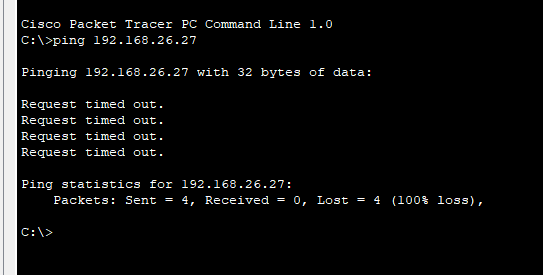 Cisco Packet Tracer PC Command Line 1.0
C:\>ping 192.168.26.27
Pinging 192.168.26.27 with 32 bytes of data:
Request timed out.
Request timed out.
Request timed out.
Request timed out.
Ping statistics for 192.168.26.27:
Packets: Sent = 4, Received = 0, Lost = 4 (100% loss),
C:\>